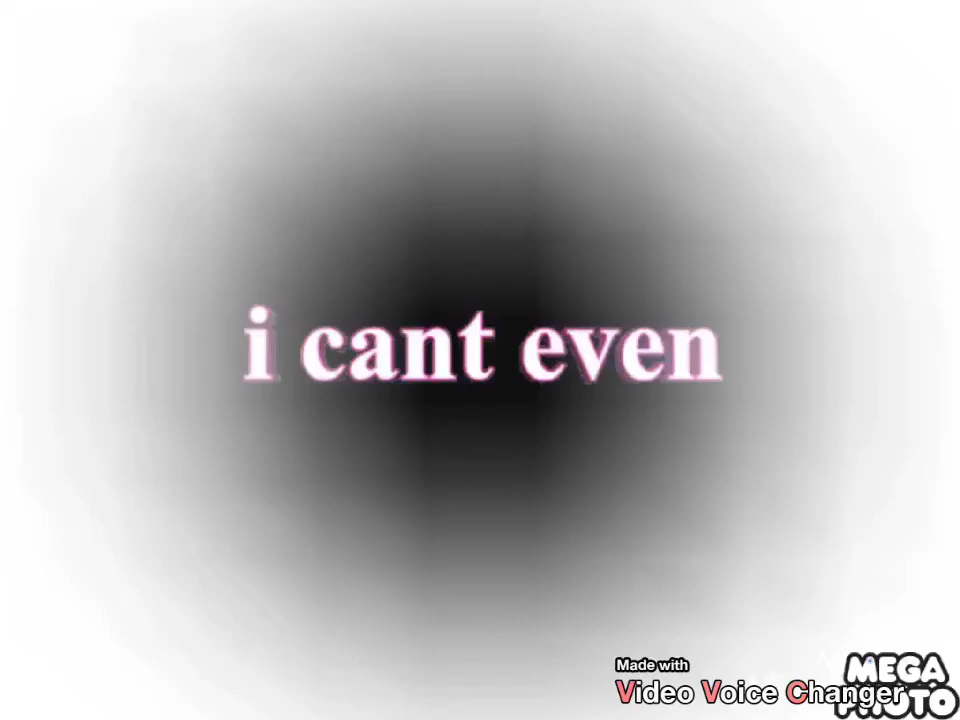 i cant even
Made with
Video Voice Changer
MEGA
PHOTO